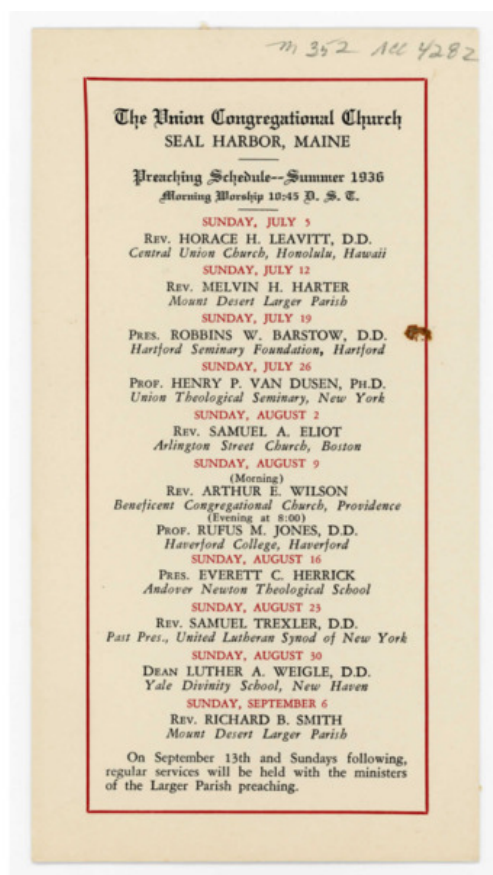 M 352 ACC 4282
The Union Congregational Church
SEAL HARBOR, MAINE
Preaching Schedule--Summer 1936
Morning Worship 10:45 D. S. T.
SUNDAY, JULY 5
REV. HORACE H. LEAVITT, D.D.
Central Union Church, Honolulu, Hawaii
SUNDAY, JULY 12
REV. MELVIN H. HARTER
Mount Desert Larger Parish
SUNDAY, JULY 19
PRES. ROBBINS W. BARSTOW, D.D.
Hartford Seminary Foundation, Hartford
SUNDAY, JULY 26
PROF. HENRY P. VAN DUSEN, PH.D.
Union Theological Seminary, New York
SUNDAY, AUGUST 2
REV. SAMUEL A. ELIOT
Arlington Street Church, Boston
SUNDAY, AUGUST 9
(Morning)
REV. ARTHUR E. WILSON
Beneficent Congregational Church, Providence
(Evening at 8:00)
PROF. RUFUS M. JONES, D.D.
Haverford College, Haverford
SUNDAY, AUGUST 16
PRES. EVERETT C. HERRICK
Andover Newton Theological School
SUNDAY, AUGUST 23
REV. SAMUEL TREXLER, D.D.
Past Pres., United Lutheran Synod of New York
SUNDAY, AUGUST 30
DEAN LUTHER A. WEIGLE, D.D.
Yale Divinity School, New Haven
SUNDAY, SEPTEMBER 6
REV. RICHARD B. SMITH
Mount Desert Larger Parish
On September 13th and Sundays following,
regular services will be held with the ministers
of the Larger Parish preaching.